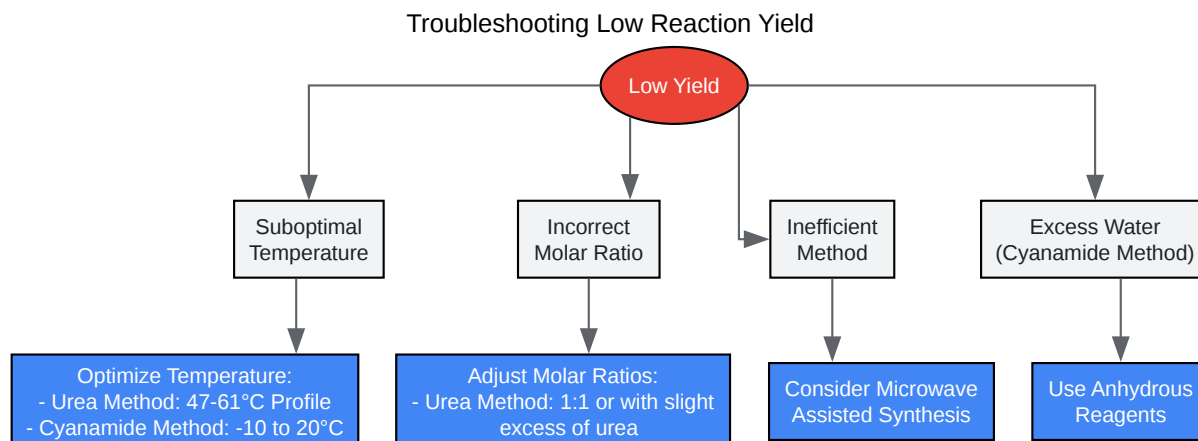 Troubleshooting Low Reaction Yield
Low Yield
Suboptimal
Temperature
Incorrect
Molar Ratio
Inefficient
Method
Excess Water
(Cyanamide Method)
Optimize Temperature:
- Urea Method: 47-61°C Profile
- Cyanamide Method: -10 to 20°C
Adjust Molar Ratios:
- Urea Method: 1:1 or with slight
excess of urea
Consider Microwave
Assisted Synthesis
Use Anhydrous
Reagents